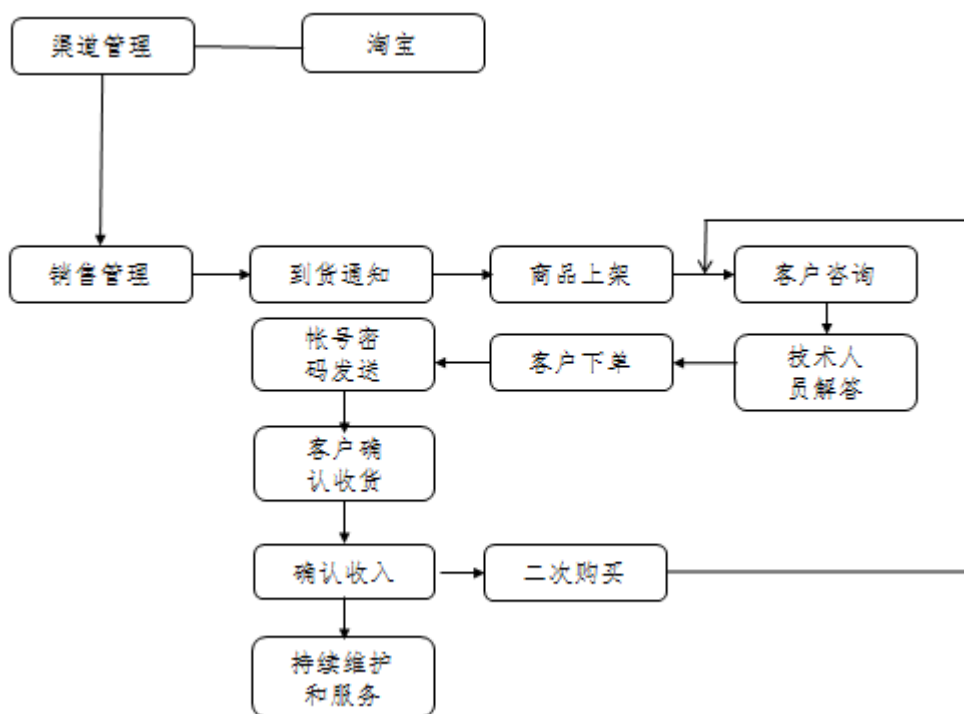 渠道管理
淘宝
销售管理
到货通知
商品上架
客户咨询
帐号密
码发送
客户下单
技术人
员解答
客户确
认收货
确认收入
二次购买
持续维护
和服务